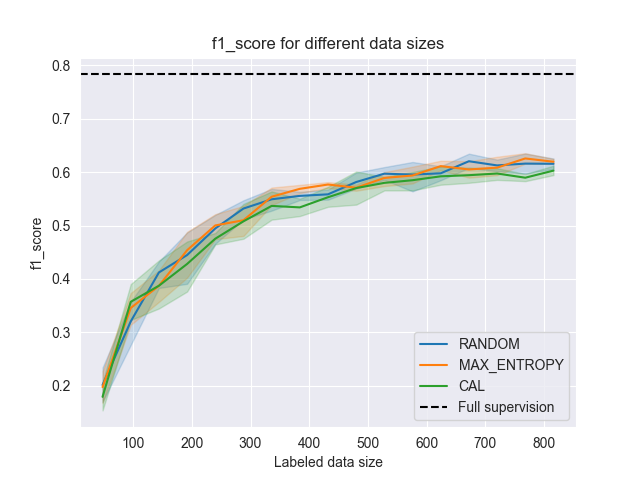 f1_score for different data sizes
0.8
0.7
0.6
0.5
0.4
0.3
0.2
f1_score
RANDOM
MAX_ENTROPY
CAL
Full supervision
100 200 300 400 500 600 700 800
Labeled data size